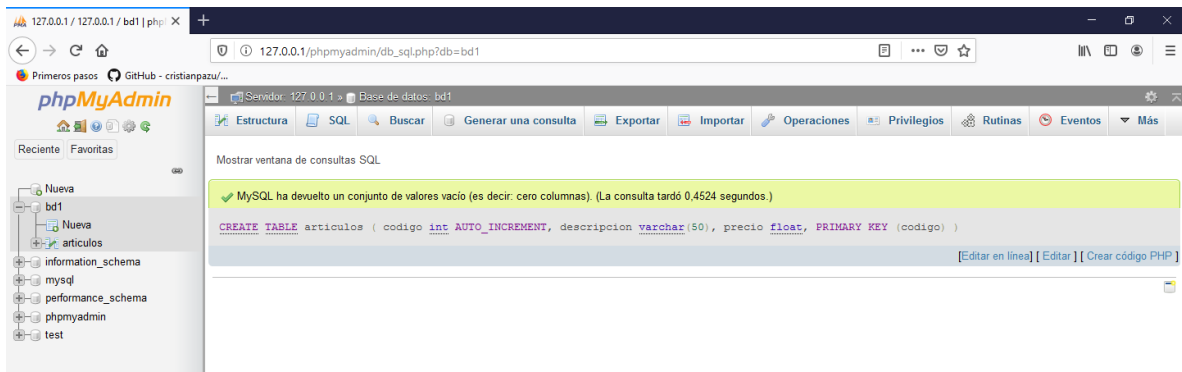 127.0.0.1 / 127.0.0.1 / bd1 | php
127.0.0.1/phpmyadmin/db_sql.php?db=bd1
Primeros pasos GitHub - cristianpazu/...
phpMyAdmin
Reciente Favoritas
Nueva
bd1
Nueva
articulos
information_schema
mysql
performance_schema
phpmyadmin
test
Servidor: 127.0.0.1 » Base de datos: bd1
Estructura SQL Buscar Generar una consulta Exportar Importar Operaciones Privilegios Rutinas Eventos Más
Mostrar ventana de consultas SQL
MySQL ha devuelto un conjunto de valores vacío (es decir: cero columnas). (La consulta tardó 0,4524 segundos.)
CREATE TABLE articulos ( codigo int AUTO_INCREMENT, descripcion varchar(50), precio float, PRIMARY KEY (codigo) )
[Editar en línea] [ Editar ] [ Crear código PHP ]